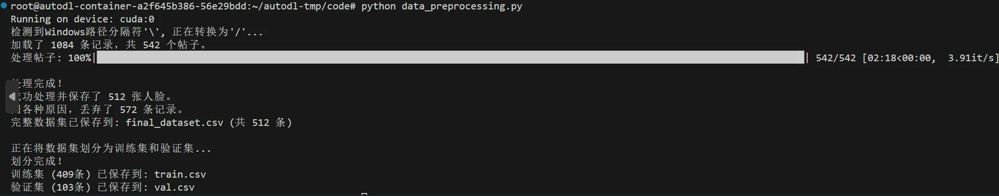 root@autodl-container-a2f645b386-56e29bdd:~/autodl-tmp/code# python data_preprocessing.py
Running on device: cuda:0
检测到Windows路径分隔符'\', 正在转换为'/'...
加载了 1084 条记录，共 542 个帖子。
处理帖子: 100%| | 542/542 [02:18<00:00, 3.91it/s]
处理完成！
成功处理并保存了 512 张人脸。
因各种原因，丢弃了 572 条记录。
完整数据集已保存到: final_dataset.csv (共 512 条)
正在将数据集划分为训练集和验证集...
划分完成！
训练集 (409条) 已保存到: train.csv
验证集 (103条) 已保存到: val.csv